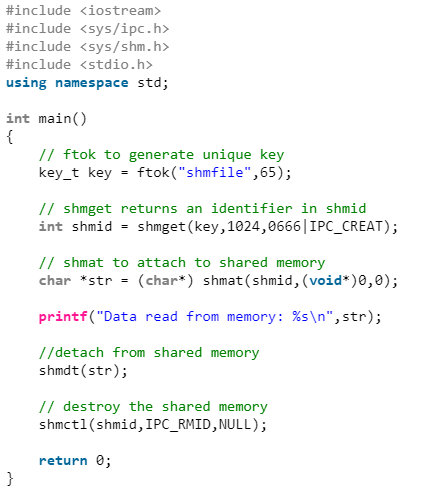 #include <iostream>
#include <sys/ipc.h>
#include <sys/shm.h>
#include <stdio.h>
using namespace std;

int main()
{
    // ftok to generate unique key
    key_t key = ftok("shmfile",65);

    // shmget returns an identifier in shmid
    int shmid = shmget(key,1024,0666|IPC_CREAT);

    // shmat to attach to shared memory
    char *str = (char*) shmat(shmid,(void*)0,0);

    printf("Data read from memory: %s\n",str);

    //detach from shared memory
    shmdt(str);

    // destroy the shared memory
    shmctl(shmid,IPC_RMID,NULL);

    return 0;
}